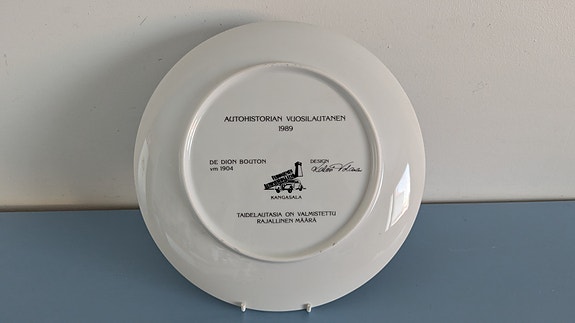 AUTOHISTORIAN VUOSILAUTANEN
1989
DE DION BOUTON
vm 1904
DESIGN
KANGASALA
TAIDELAUTASIA ON VALMISTETTU
RAJALLINEN MÄÄRÄ